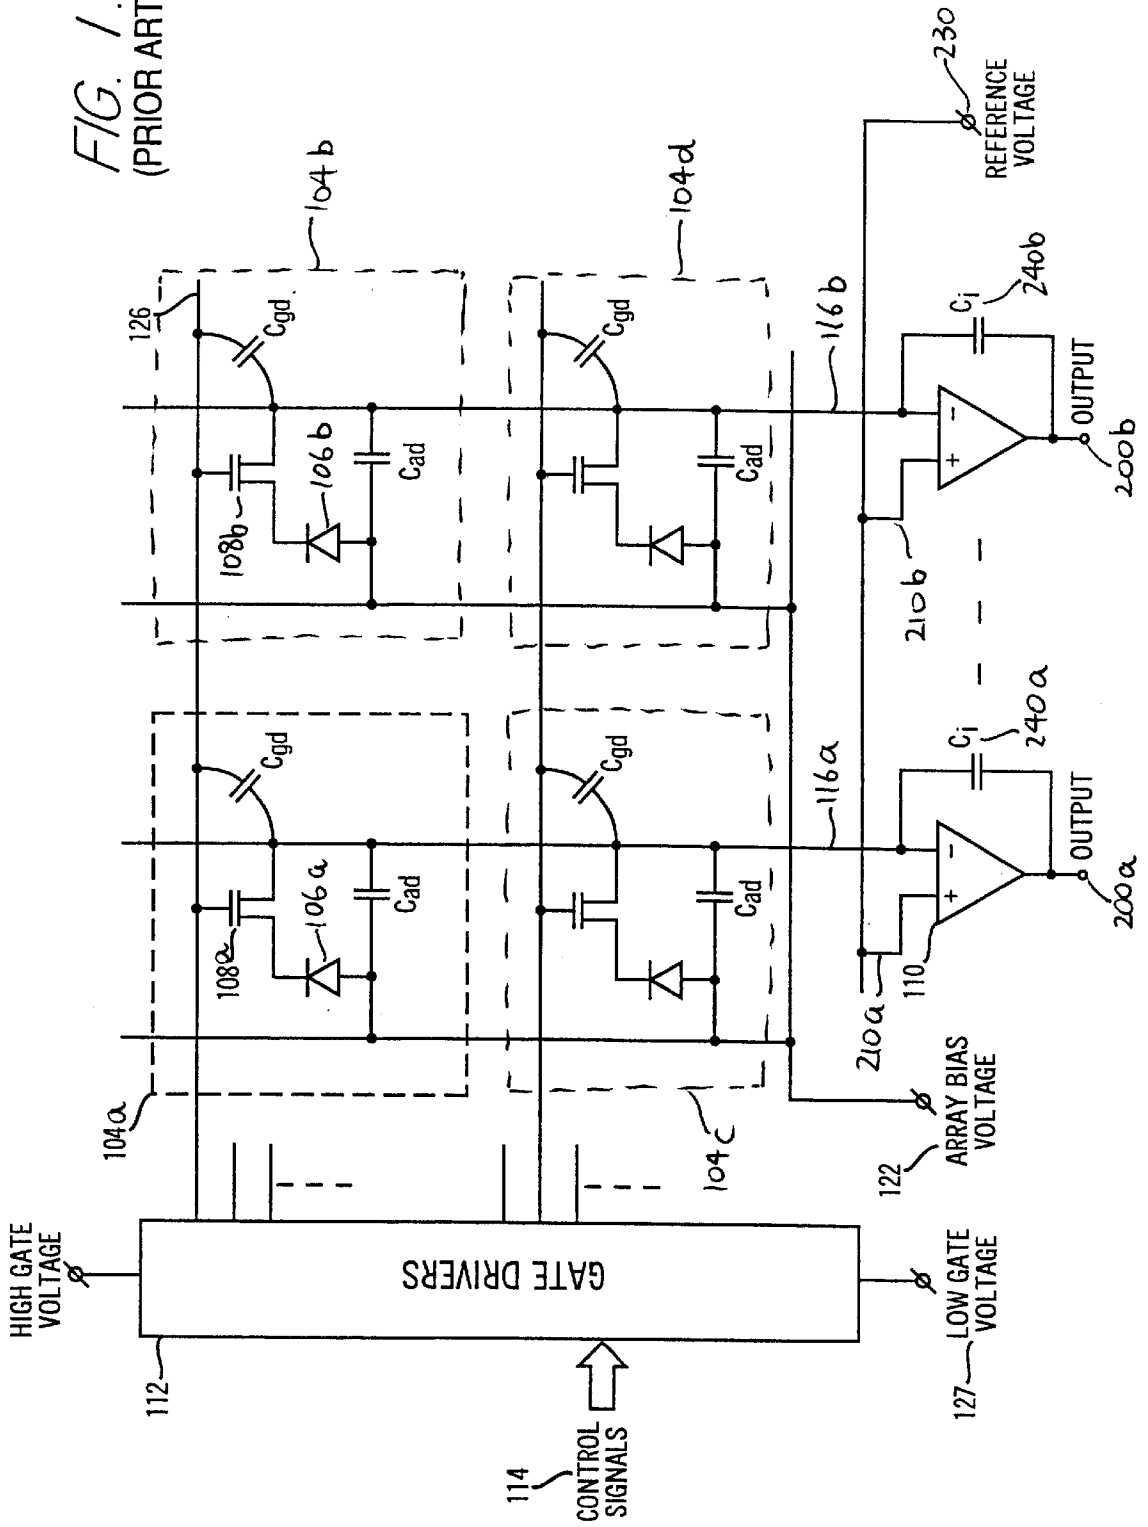 FIG. 1.
(PRIOR ART
HIGH GATE
VOLTAGE
112
GATE DRIVERS
114
CONTROL
SIGNALS
127
LOW GATE
VOLTAGE
104a
108a
106a
Cgd
Cad
126
104b
108b
106b
Cgd
Cad
104c
Cgd
Cad
104d
Cgd
Cad
122
ARRAY BIAS
VOLTAGE
116a
116b
210a
110
+
-
Ci
240a
OUTPUT
200a
210b
+
-
Ci
240b
OUTPUT
200b
230
REFERENCE
VOLTAGE